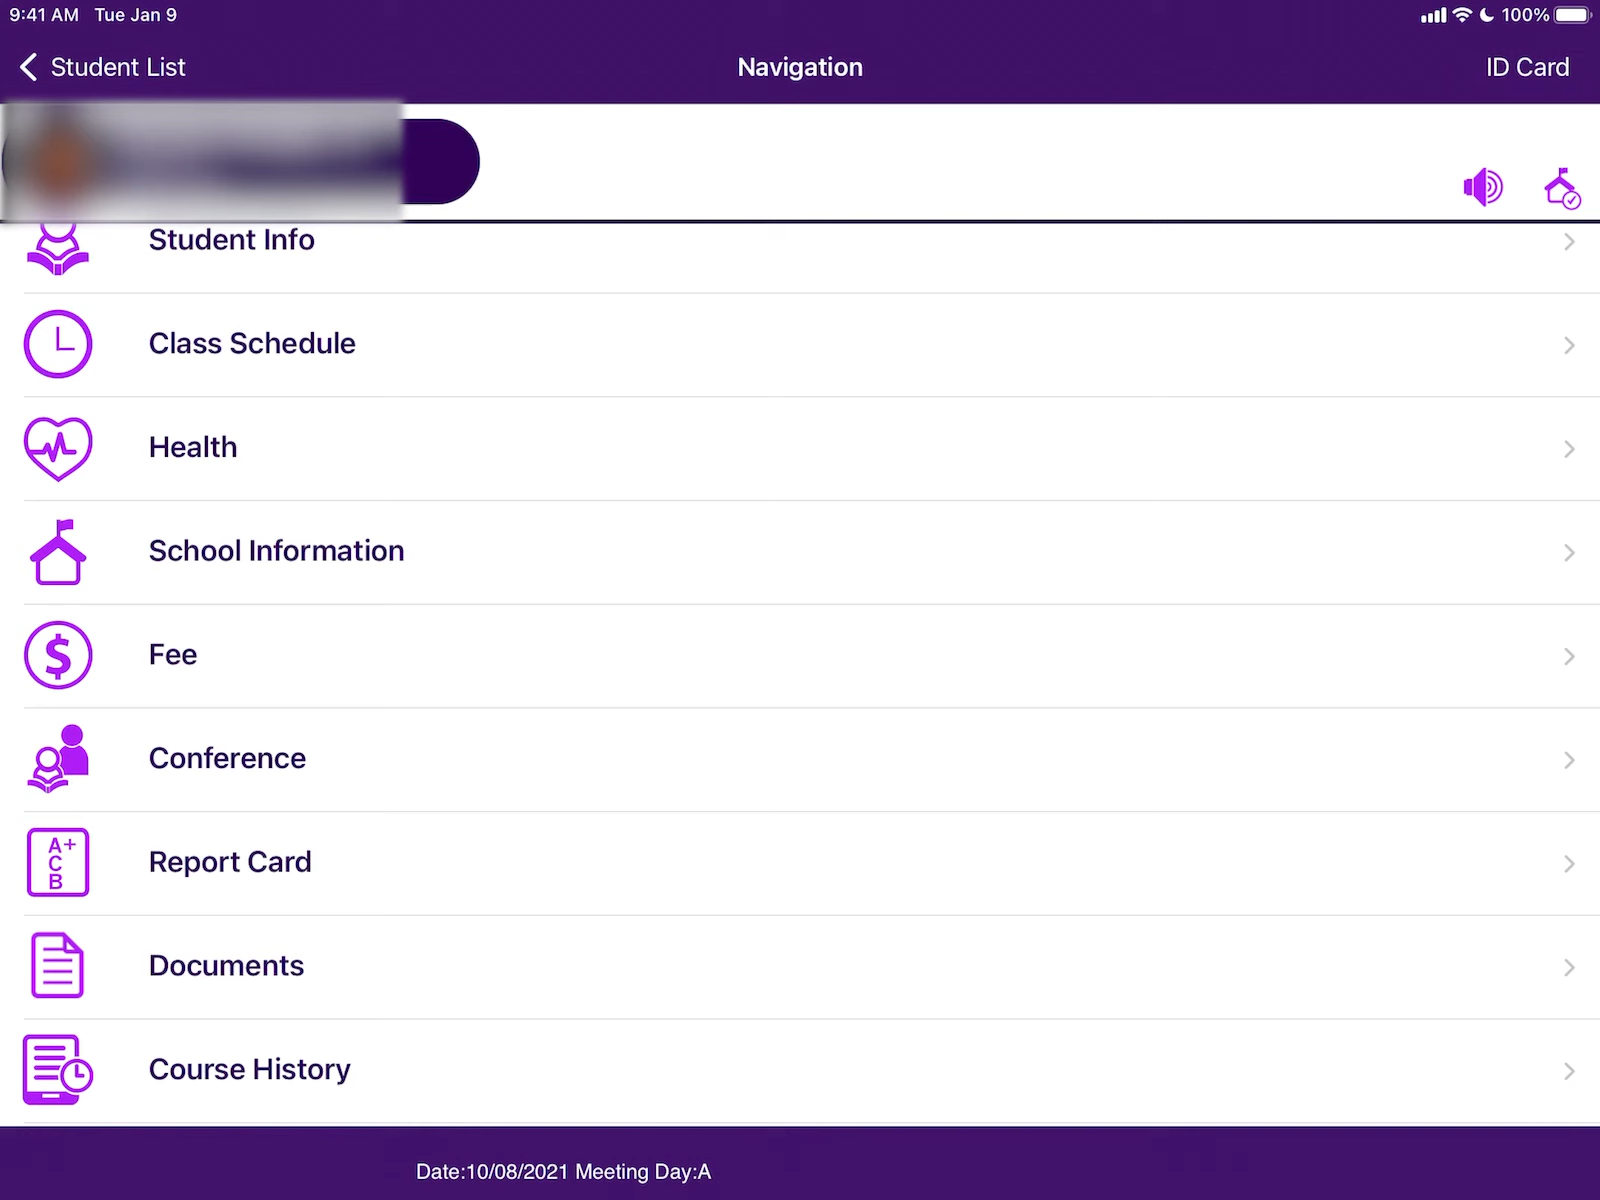 9:41 AM Tue Jan 9 100%
Student List Navigation ID Card
Student Info
Class Schedule
Health
School Information
$ Fee
Conference
A+
C
B
Report Card
Documents
Course History
Date:10/08/2021 Meeting Day:A